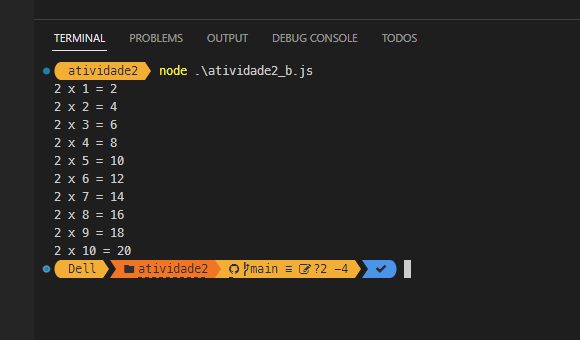 TERMINAL PROBLEMS OUTPUT DEBUG CONSOLE TODOS
atividade2 node .\atividade2_b.js
2 x 1 = 2
2 x 2 = 4
2 x 3 = 6
2 x 4 = 8
2 x 5 = 10
2 x 6 = 12
2 x 7 = 14
2 x 8 = 16
2 x 9 = 18
2 x 10 = 20
Dell atividade2 main ≡ ?2 -4